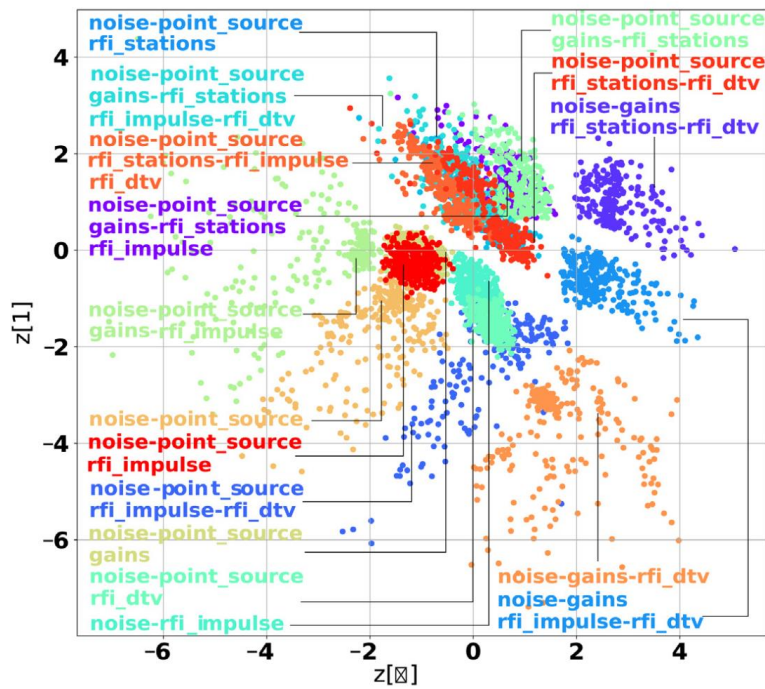 noise-point_source
rfi_stations
noise-point_source
gains-rfi_stations
rfi_impulse-rfi_dtv
noise-point_source
rfi_stations-rfi_impulse
rfi_dtv
noise-point_source
gains-rfi_stations
rfi_impulse
noise-point_source
gains-rfi_impulse
noise-point_source
noise-point_source
rfi_impulse
noise-point_source
rfi_impulse-rfi_dtv
noise-point_source
gains
noise-point_source
rfi_dtv
noise-rfi_impulse
noise-point_source
gains-rfi_stations
noise-point_source
rfi_stations-rfi_dtv
noise-gains
rfi_stations-rfi_dtv
noise-gains-rfi_dtv
noise-gains
rfi_impulse-rfi_dtv
4
2
0
−2
−4
−6
z[1]
−6 −4 −2 0 2 4
z[▯]